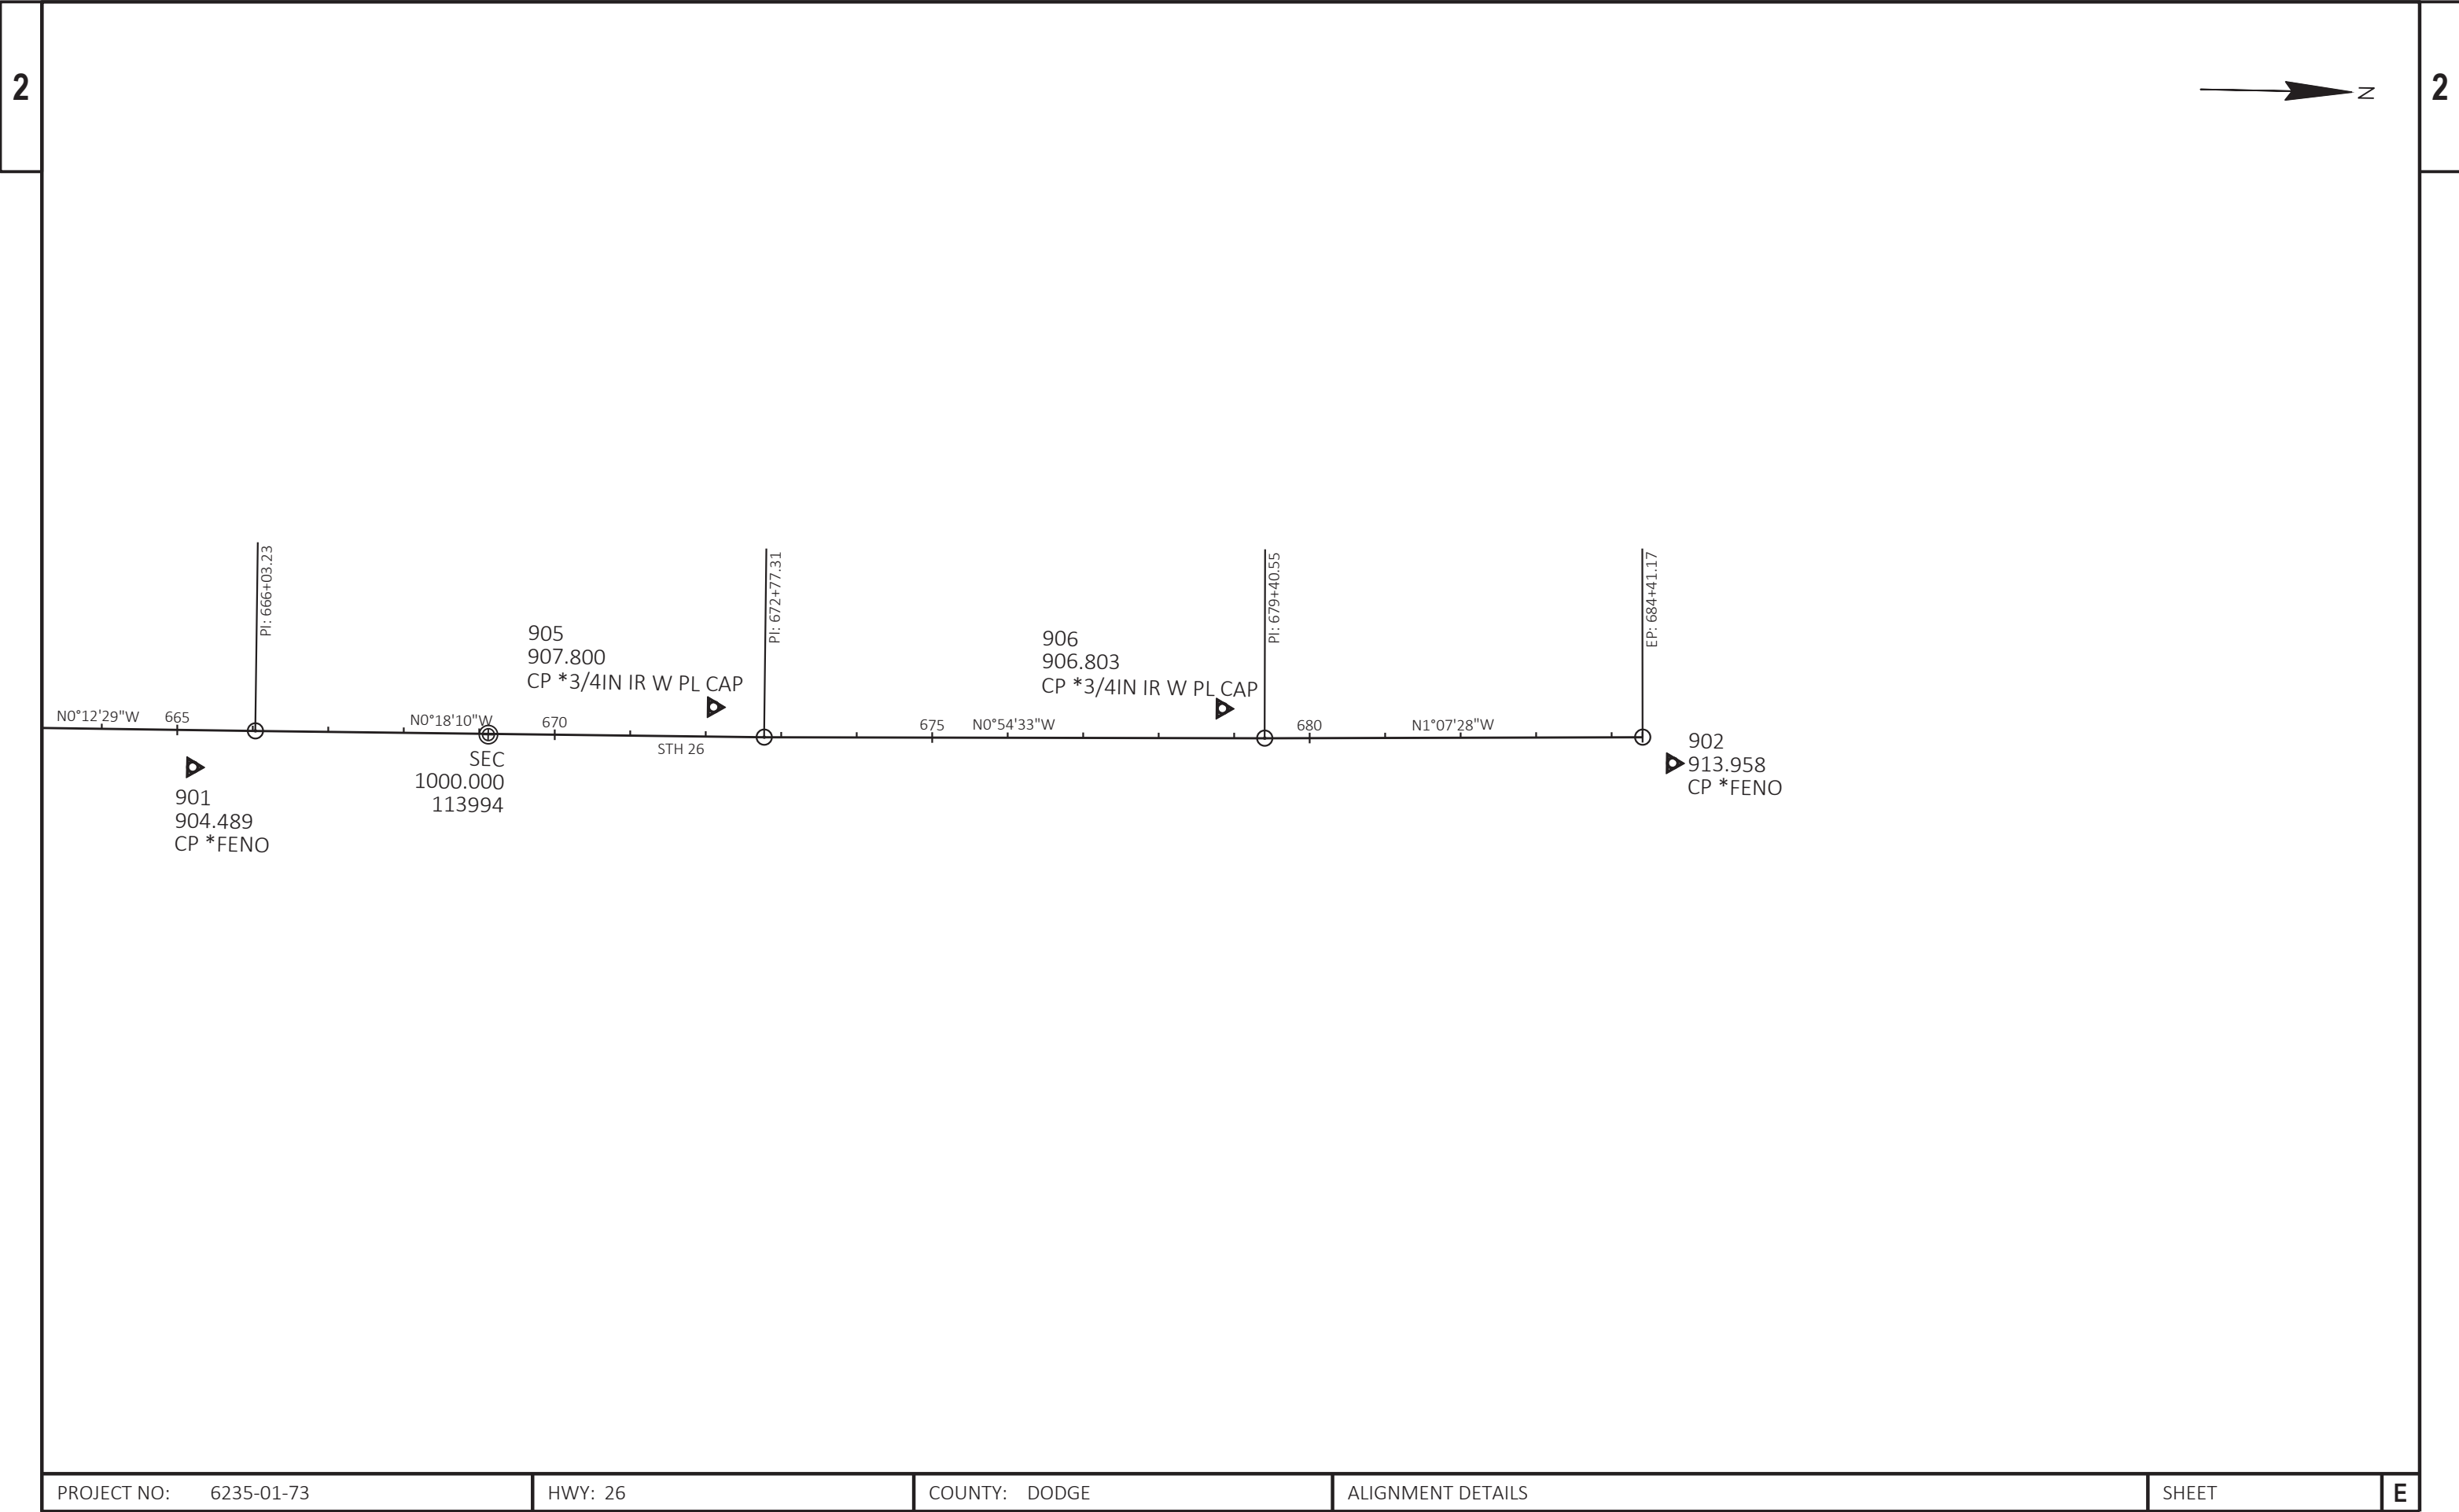 2
2
N
PI: 666+03.23
PI: 672+77.31
PI: 679+40.55
EP: 684+41.17
905
907.800
CP *3/4IN IR W PL CAP
906
906.803
CP *3/4IN IR W PL CAP
N0°12'29"W
665
N0°18'10"W
670
STH 26
675
N0°54'33"W
680
N1°07'28"W
902
913.958
CP *FENO
SEC
1000.000
113994
901
904.489
CP *FENO
PROJECT NO: 6235-01-73
HWY: 26
COUNTY: DODGE
ALIGNMENT DETAILS
SHEET
E